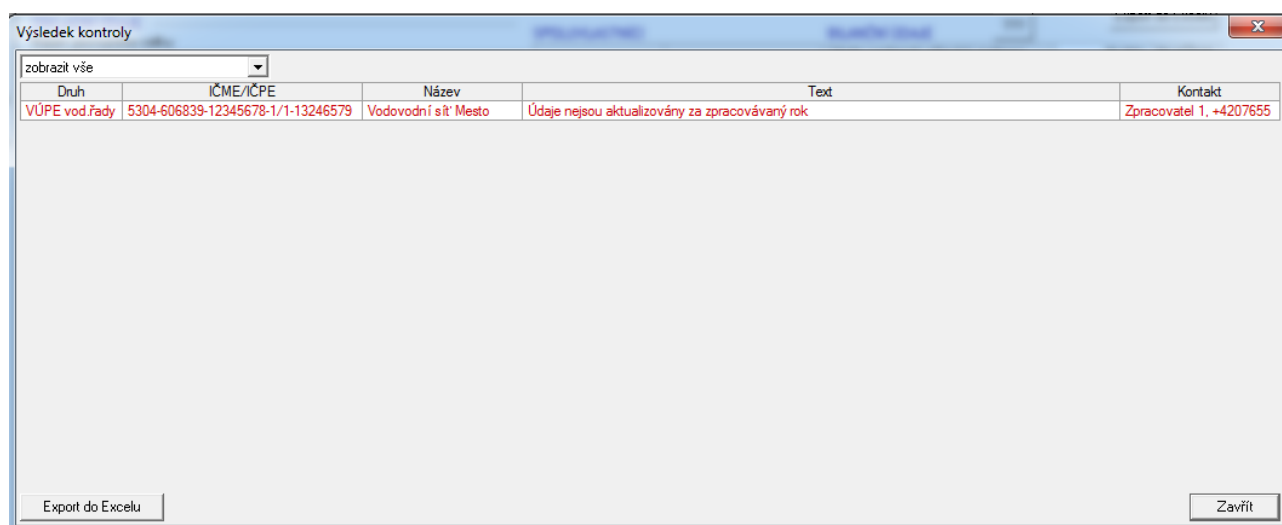 Výsledek kontroly
zobrazit vše
Druh IČME/IČPE Název Text Kontakt
VÚPE vod.řady 5304-606839-12345678-1/1-13246579 Vodovodní síť Mesto Údaje nejsou aktualizovány za zpracovávaný rok Zpracovatel 1, +4207655
Export do Excelu Zavřít